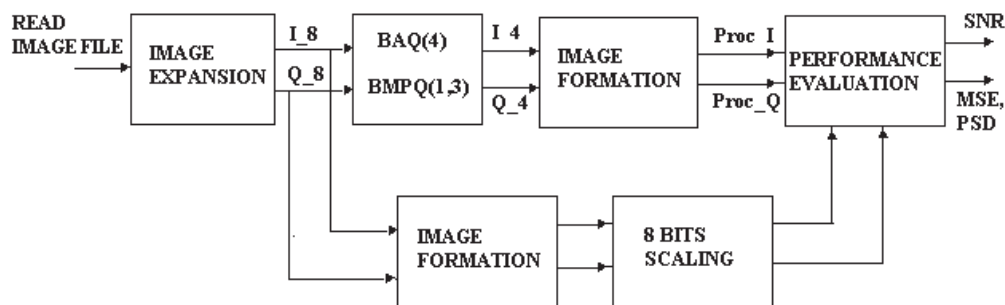 READ
IMAGE FILE
IMAGE
EXPANSION
I_8
Q_8
BAQ(4)
BMPQ(1,3)
I 4
Q_4
IMAGE
FORMATION
Proc_I
Proc_Q
PERFORMANCE
EVALUATION
SNR
MSE,
PSD
IMAGE
FORMATION
8 BITS
SCALING